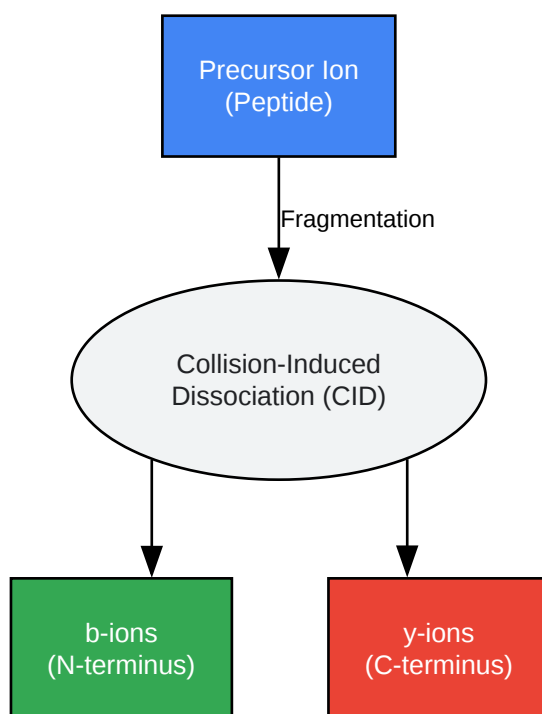 Precursor Ion
(Peptide)
Fragmentation
Collision-Induced
Dissociation (CID)
b-ions
(N-terminus)
y-ions
(C-terminus)